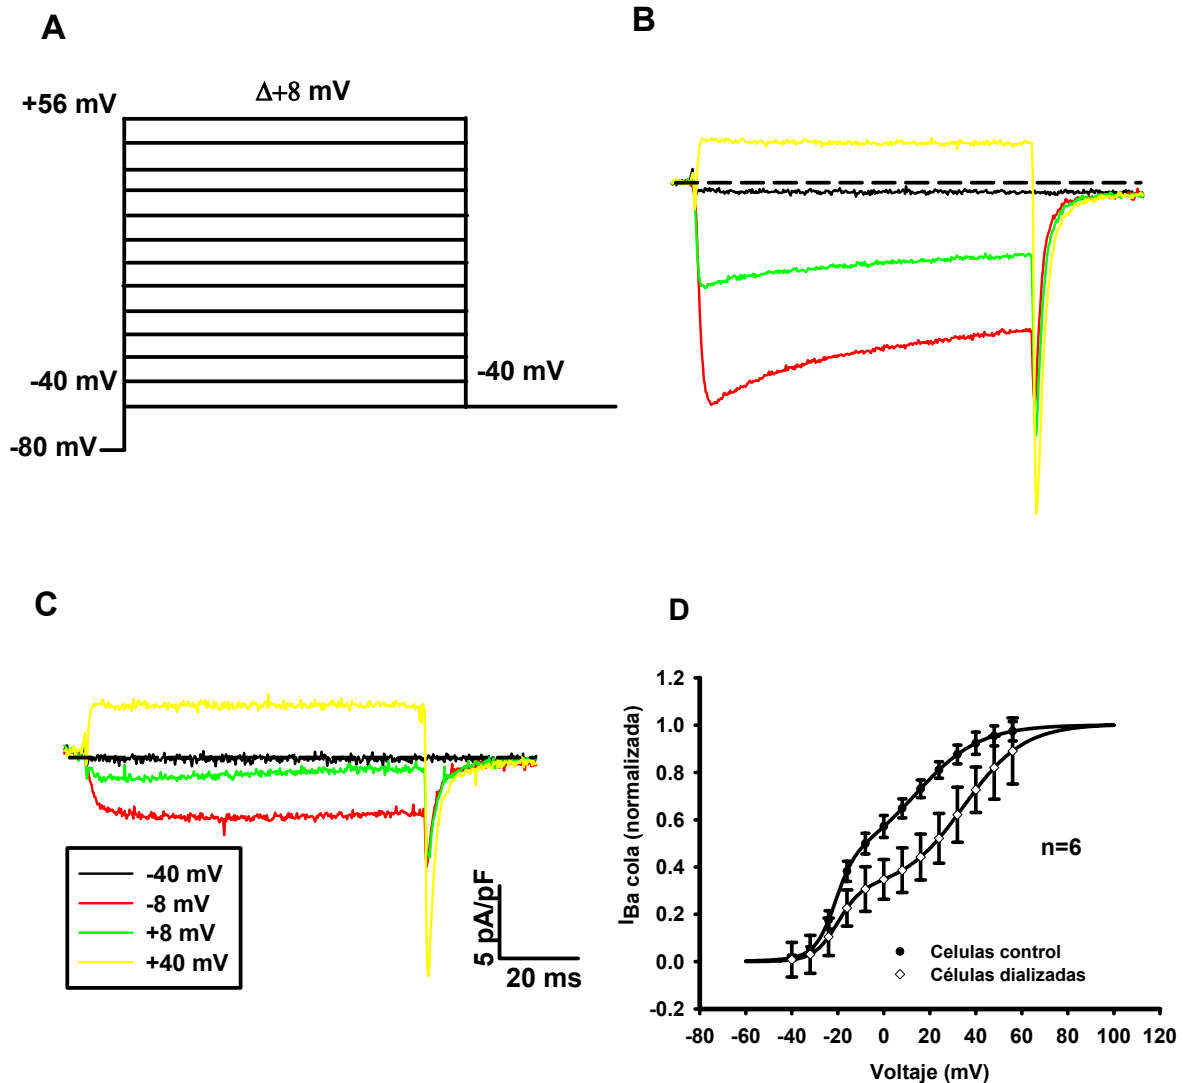 A
B
+56 mV
Δ+8 mV
-40 mV
-40 mV
-80 mV
C
-40 mV
-8 mV
+8 mV
+40 mV
5 pA/pF
20 ms
D
IBa cola (normalizada)
1.2
1.0
0.8
0.6
0.4
0.2
0.0
-0.2
n=6
Celulas control
Células dializadas
-80 -60 -40 -20 0 20 40 60 80 100 120
Voltaje (mV)